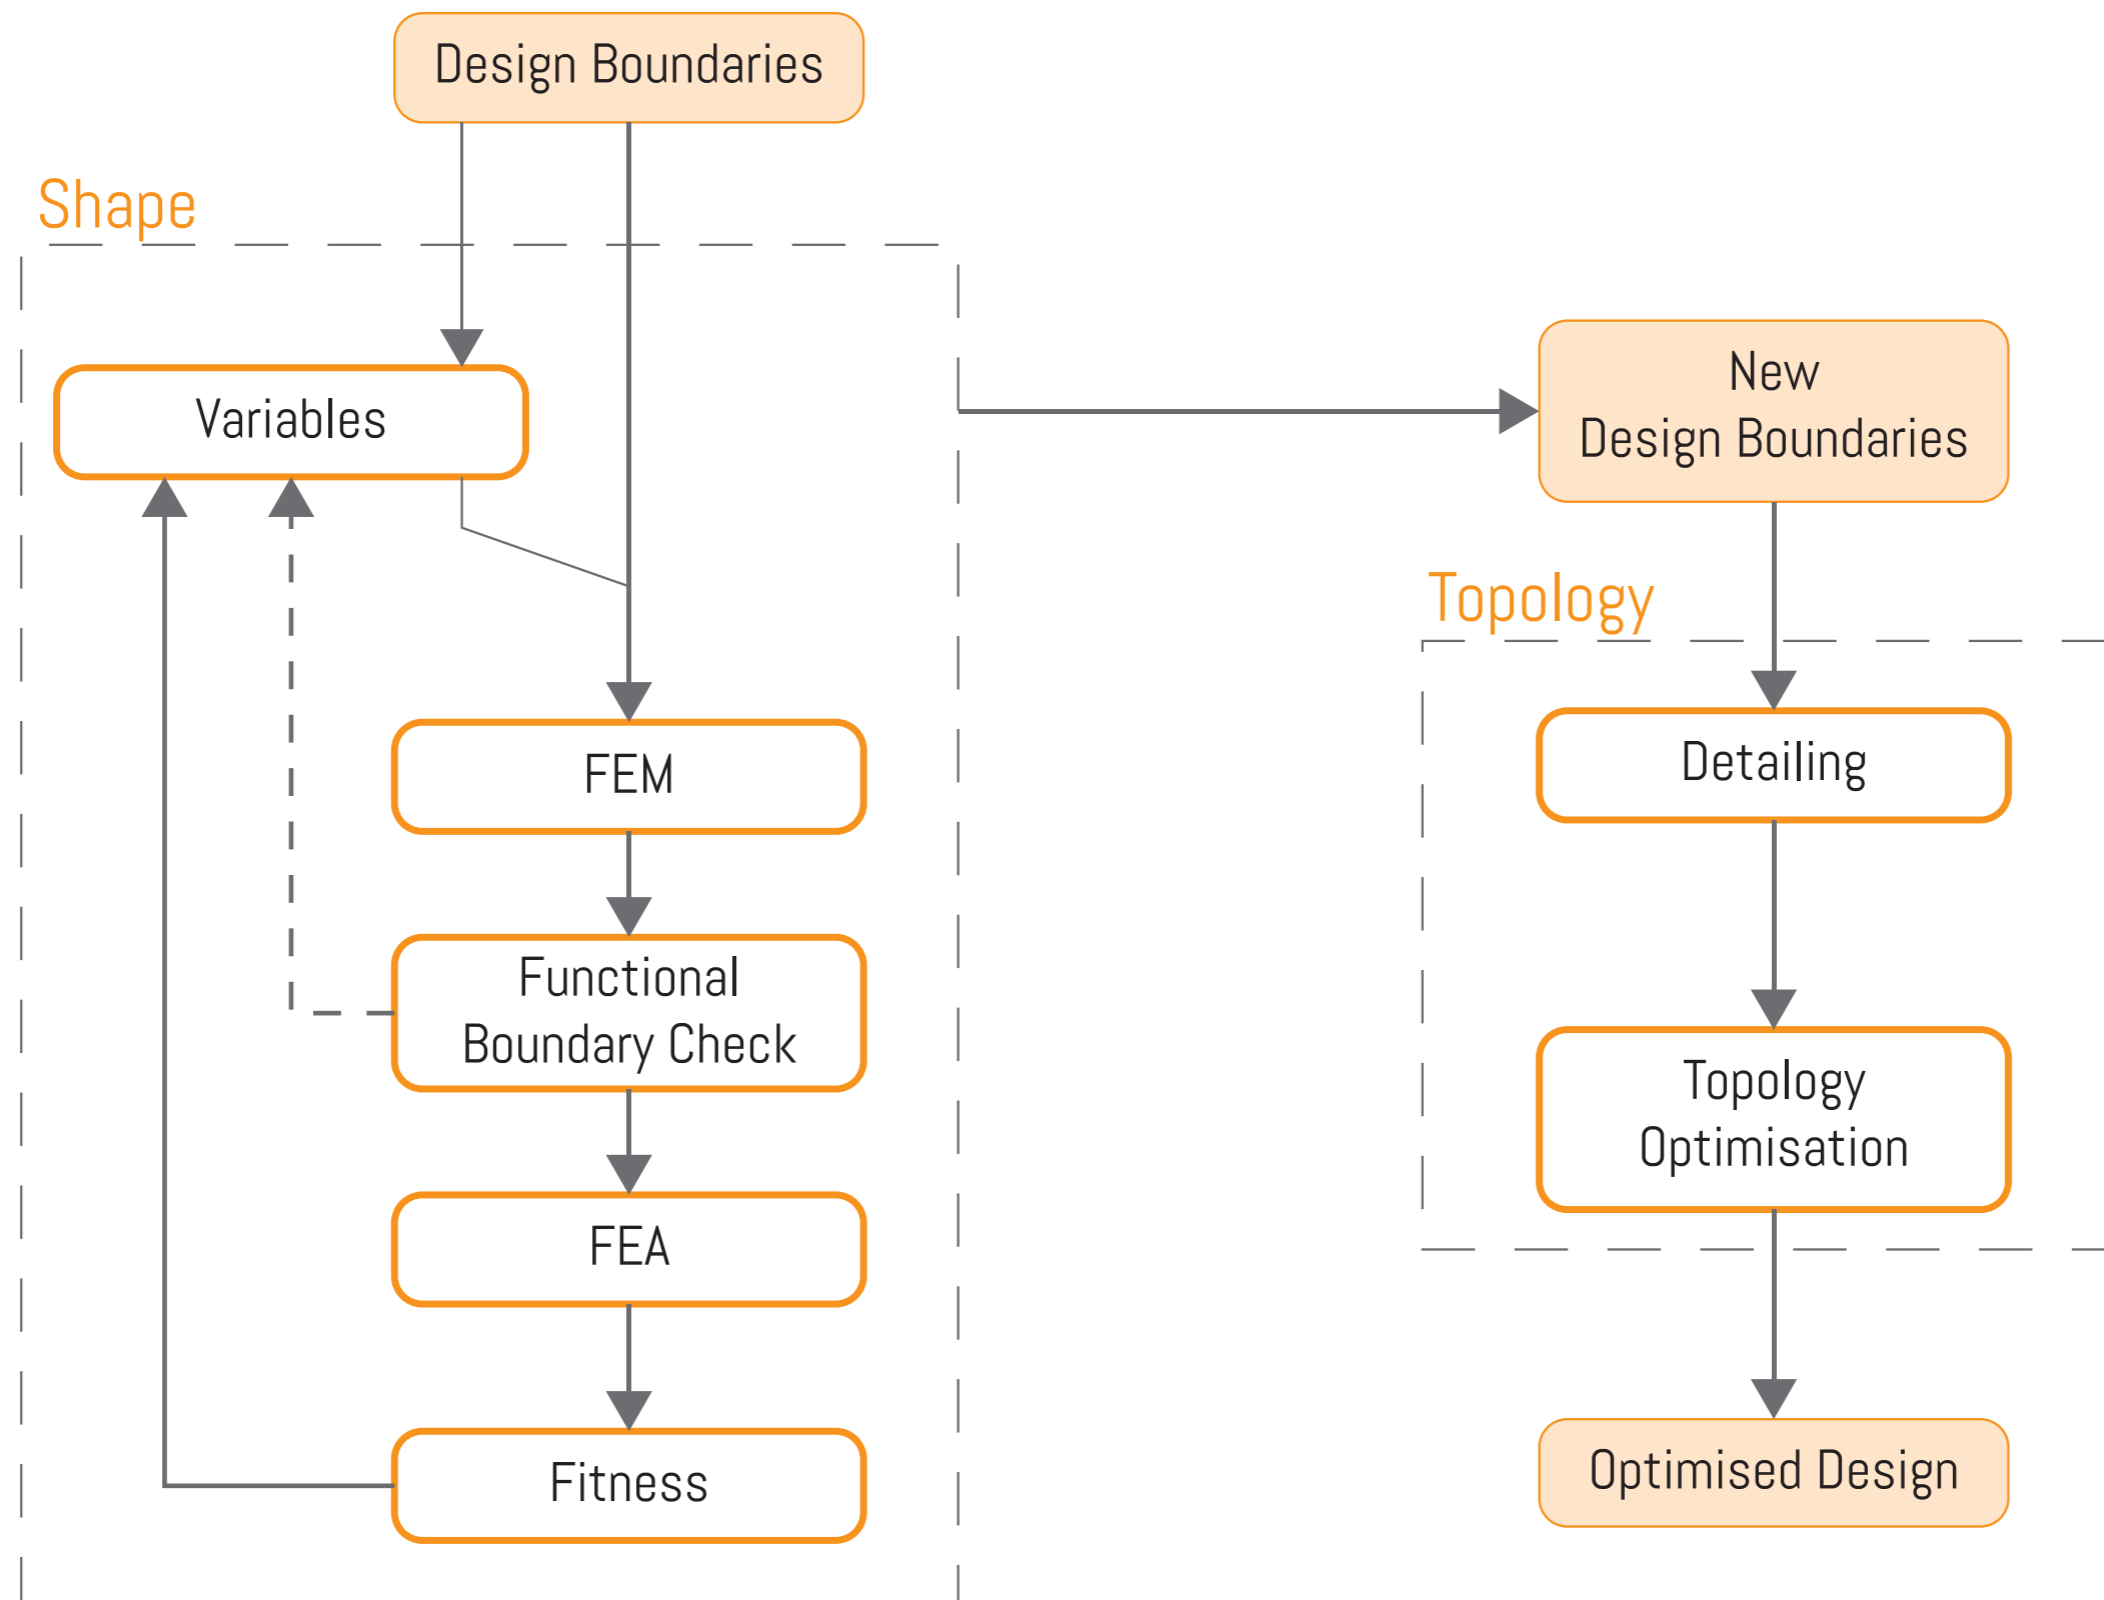 Design Boundaries
Shape
Variables
FEM
Functional
Boundary Check
FEA
Fitness
New
Design Boundaries
Topology
Detailing
Topology
Optimisation
Optimised Design